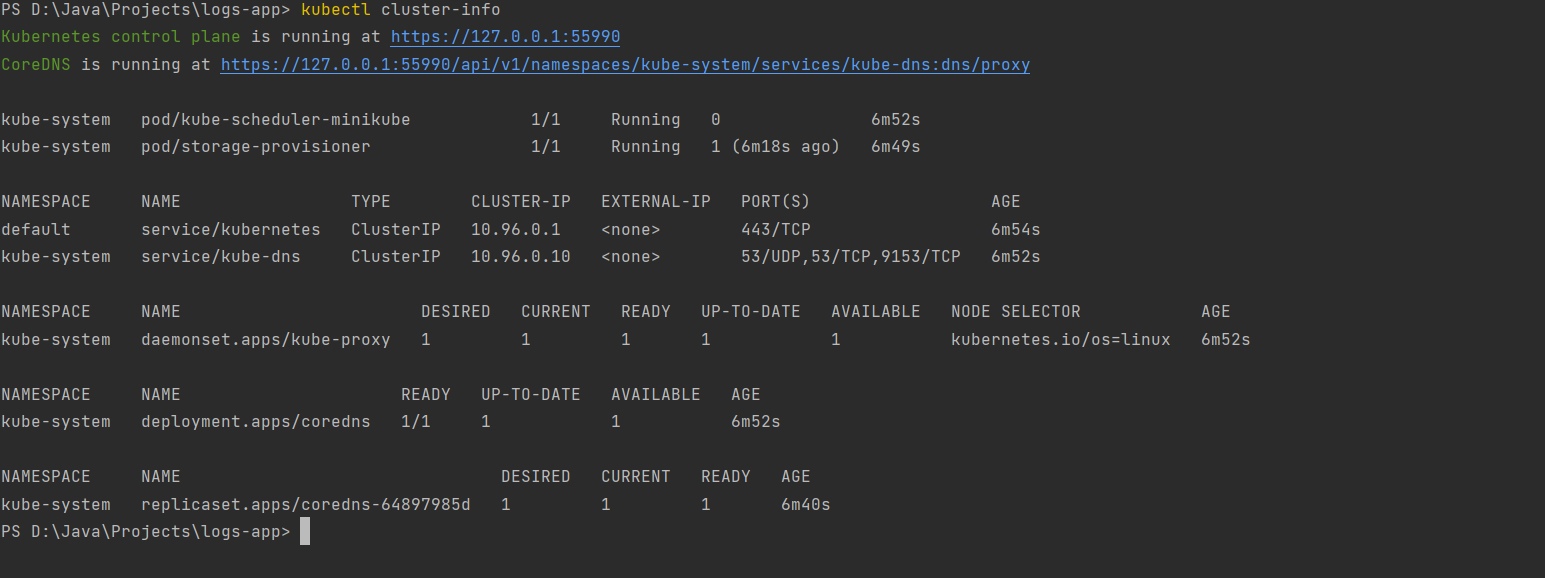 PS D:\Java\Projects\logs-app> kubectl cluster-info
Kubernetes control plane is running at https://127.0.0.1:55990
CoreDNS is running at https://127.0.0.1:55990/api/v1/namespaces/kube-system/services/kube-dns:dns/proxy
kube-system   pod/kube-scheduler-minikube            1/1     Running   0               6m52s
kube-system   pod/storage-provisioner                1/1     Running   1 (6m18s ago)   6m49s
NAMESPACE     NAME                 TYPE        CLUSTER-IP   EXTERNAL-IP   PORT(S)                  AGE
default       service/kubernetes   ClusterIP   10.96.0.1    <none>        443/TCP                  6m54s
kube-system   service/kube-dns     ClusterIP   10.96.0.10   <none>        53/UDP,53/TCP,9153/TCP   6m52s
NAMESPACE     NAME                        DESIRED   CURRENT   READY   UP-TO-DATE   AVAILABLE   NODE SELECTOR            AGE
kube-system   daemonset.apps/kube-proxy   1         1         1       1            1           kubernetes.io/os=linux   6m52s
NAMESPACE     NAME                      READY   UP-TO-DATE   AVAILABLE   AGE
kube-system   deployment.apps/coredns   1/1     1            1           6m52s
NAMESPACE     NAME                                DESIRED   CURRENT   READY   AGE
kube-system   replicaset.apps/coredns-64897985d   1         1         1       6m40s
PS D:\Java\Projects\logs-app>